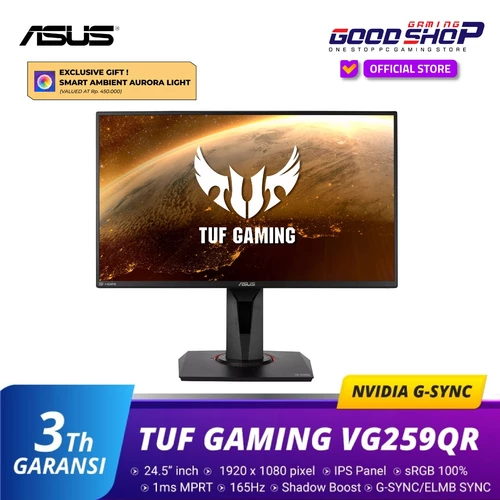 ASUS
GAMING
GOODSHOP
ONE STOP PC GAMING STORE
OFFICIAL STORE
EXCLUSIVE GIFT !
SMART AMBIENT AURORA LIGHT
(VALUED AT Rp. 450.000)
TUF GAMING
ASUS
HDMI
NVIDIA G-SYNC
3Th
GARANSI
TUF GAMING VG259QR
> 24.5" inch > 1920 x 1080 pixel > IPS Panel > sRGB 100%
> 1ms MPRT > 165Hz > Shadow Boost > G-SYNC/ELMB SYNC